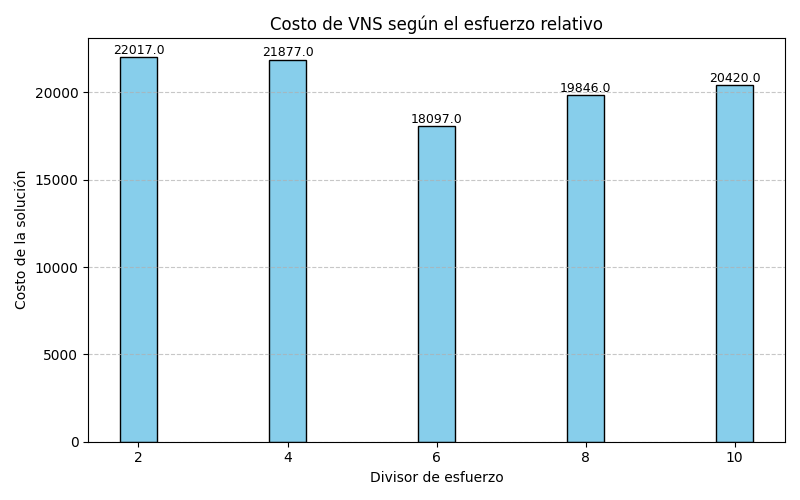 Costo de VNS según el esfuerzo relativo
22017.0
21877.0
18097.0
19846.0
20420.0
20000
15000
10000
5000
0
Costo de la solución
2 4 6 8 10
Divisor de esfuerzo